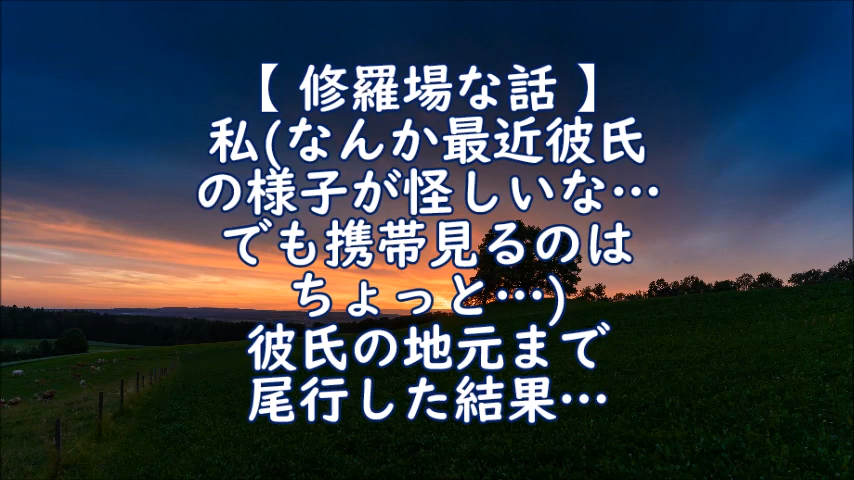 【 修羅場な話 】
私(なんか最近彼氏
の様子が怪しいな…
でも携帯見るのは
ちょっと…)
彼氏の地元まで
尾行した結果…